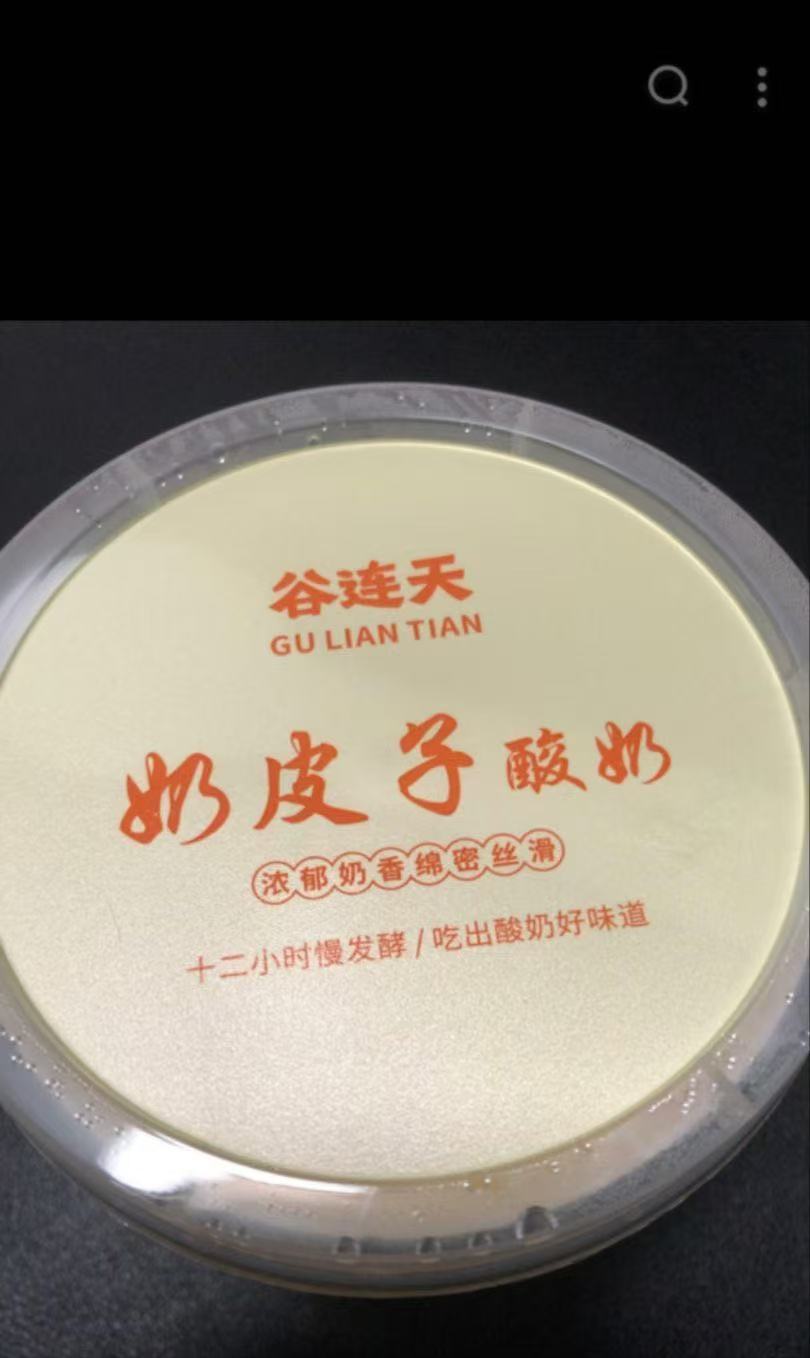 谷连天
GU LIAN TIAN
奶皮子酸奶
浓郁奶香绵密丝滑
十二小时慢发酵/吃出酸奶好味道